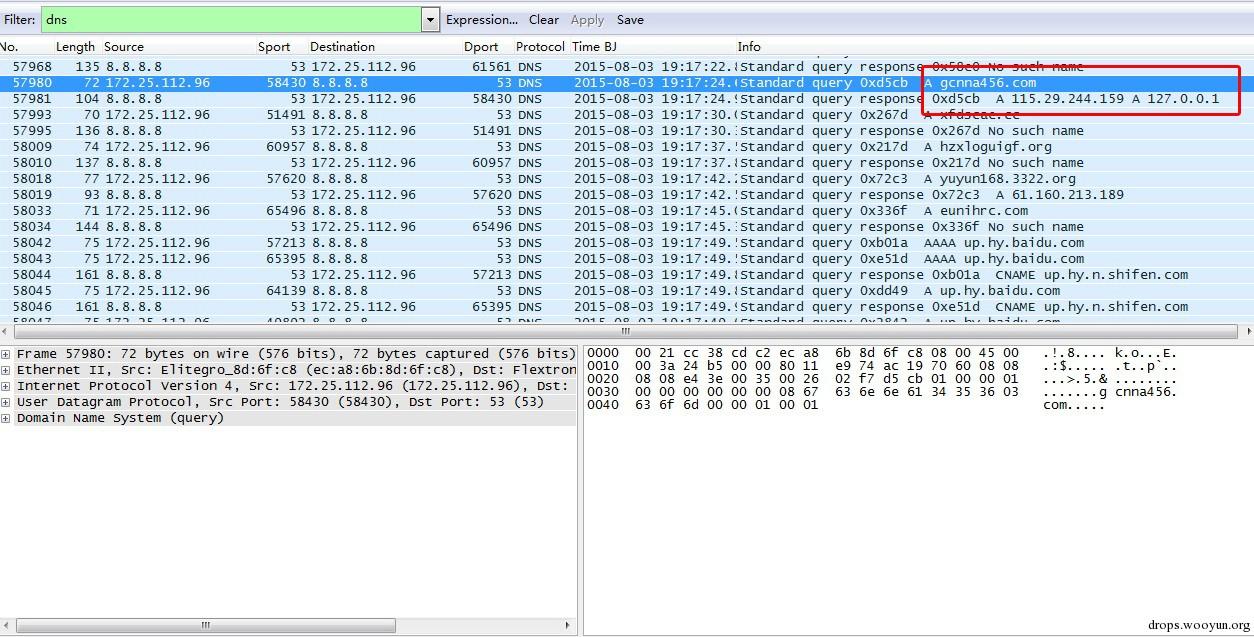 Filter: dns Expression... Clear Apply Save
No. Length Source Sport Destination Dport Protocol Time BJ Info
57968 135 8.8.8.8 53 172.25.112.96 61561 DNS 2015-08-03 19:17:22. Standard query response 0x58c0 No such name
57980 72 172.25.112.96 58430 8.8.8.8 53 DNS 2015-08-03 19:17:24. Standard query 0xd5cb A gcnna456.com
57981 104 8.8.8.8 53 172.25.112.96 58430 DNS 2015-08-03 19:17:24. Standard query response 0xd5cb A 115.29.244.159 A 127.0.0.1
57993 70 172.25.112.96 51491 8.8.8.8 53 DNS 2015-08-03 19:17:30. Standard query 0x267d A
57995 136 8.8.8.8 53 172.25.112.96 51491 DNS 2015-08-03 19:17:30. Standard query response 0x267d No such name
58009 74 172.25.112.96 60957 8.8.8.8 53 DNS 2015-08-03 19:17:37. Standard query 0x217d A hzxloguigf.org
58010 137 8.8.8.8 53 172.25.112.96 60957 DNS 2015-08-03 19:17:37. Standard query response 0x217d No such name
58018 77 172.25.112.96 57620 8.8.8.8 53 DNS 2015-08-03 19:17:42. Standard query 0x72c3 A yuyun168.3322.org
58019 93 8.8.8.8 53 172.25.112.96 57620 DNS 2015-08-03 19:17:42. Standard query response 0x72c3 A 61.160.213.189
58033 71 172.25.112.96 65496 8.8.8.8 53 DNS 2015-08-03 19:17:45. Standard query 0x336f A eunihrc.com
58034 144 8.8.8.8 53 172.25.112.96 65496 DNS 2015-08-03 19:17:45. Standard query response 0x336f No such name
58042 75 172.25.112.96 57213 8.8.8.8 53 DNS 2015-08-03 19:17:49. Standard query 0xb01a AAAA up.hy.baidu.com
58043 75 172.25.112.96 65395 8.8.8.8 53 DNS 2015-08-03 19:17:49. Standard query 0xe51d AAAA up.hy.baidu.com
58044 161 8.8.8.8 53 172.25.112.96 57213 DNS 2015-08-03 19:17:49. Standard query response 0xb01a CNAME up.hy.n.shifen.com
58045 75 172.25.112.96 64139 8.8.8.8 53 DNS 2015-08-03 19:17:49. Standard query 0xdd49 A up.hy.baidu.com
58046 161 8.8.8.8 53 172.25.112.96 65395 DNS 2015-08-03 19:17:49. Standard query response 0xe51d CNAME up.hy.n.shifen.com
Frame 57980: 72 bytes on wire (576 bits), 72 bytes captured (576 bits)
Ethernet II, Src: Elitegro_8d:6f:c8 (ec:a8:6b:8d:6f:c8), Dst: Flextron
Internet Protocol Version 4, Src: 172.25.112.96 (172.25.112.96), Dst:
User Datagram Protocol, Src Port: 58430 (58430), Dst Port: 53 (53)
Domain Name System (query)
0000 00 21 cc 38 cd c2 ec a8 6b 8d 6f c8 08 00 45 00 .!.8.... k.o...E.
0010 00 3a 24 b5 00 00 80 11 e9 74 ac 19 70 60 08 08 .:$..... .t..p`..
0020 08 08 e4 3e 00 35 00 26 02 f7 d5 cb 01 00 00 01 ...>.5.& ........
0030 00 00 00 00 00 00 08 67 63 6e 6e 61 34 35 36 03 .......g cnna456.
0040 63 6f 6d 00 00 01 00 01 com.....
drops.wooyun.org